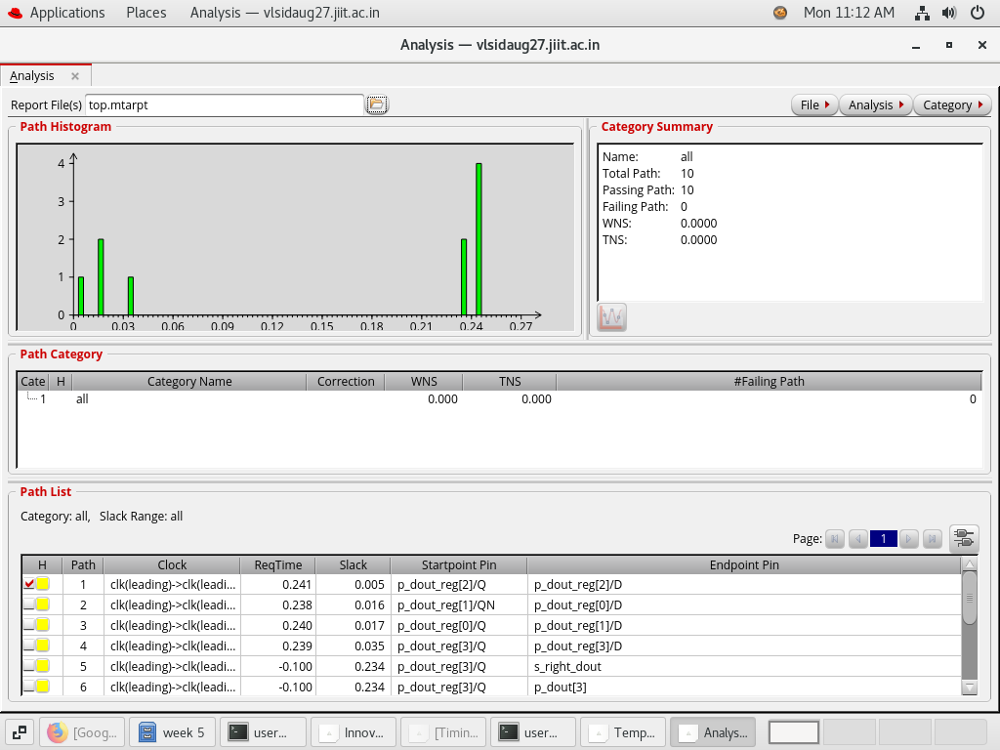 Applications Places Analysis — vlsidaug27.jiit.ac.in Mon 11:12 AM
Analysis — vlsidaug27.jiit.ac.in
Analysis
Report File(s) top.mtarpt File Analysis Category
Path Histogram
4
3
2
1
0
0 0.03 0.06 0.09 0.12 0.15 0.18 0.21 0.24 0.27
Category Summary
Name: all
Total Path: 10
Passing Path: 10
Failing Path: 0
WNS: 0.0000
TNS: 0.0000
Path Category
Cate H Category Name Correction WNS TNS #Failing Path
1 all 0.000 0.000 0
Path List
Category: all, Slack Range: all
Page: 1
H Path Clock ReqTime Slack Startpoint Pin Endpoint Pin
1 clk(leading)->clk(leadi... 0.241 0.005 p_dout_reg[2]/Q p_dout_reg[2]/D
2 clk(leading)->clk(leadi... 0.238 0.016 p_dout_reg[1]/QN p_dout_reg[0]/D
3 clk(leading)->clk(leadi... 0.240 0.017 p_dout_reg[0]/Q p_dout_reg[1]/D
4 clk(leading)->clk(leadi... 0.239 0.035 p_dout_reg[3]/Q p_dout_reg[3]/D
5 clk(leading)->clk(leadi... -0.100 0.234 p_dout_reg[3]/Q s_right_dout
6 clk(leading)->clk(leadi... -0.100 0.234 p_dout_reg[3]/Q p_dout[3]
[Goog... week 5 user... Innov... [Timin... user... Temp... Analys...